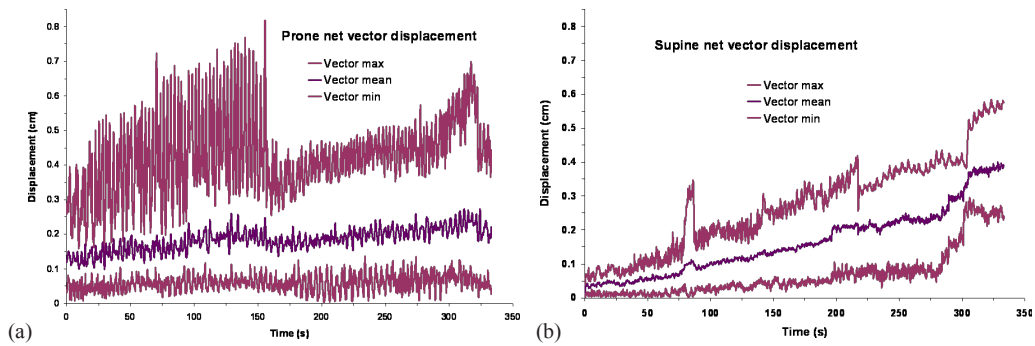 Prone net vector displacement
Vector max
Vector mean
Vector min
Displacement (cm)
0.8
0.7
0.6
0.5
0.4
0.3
0.2
0.1
0
0 50 100 150 200 250 300 350
Time (s)
(a)
Supine net vector displacement
Vector max
Vector mean
Vector min
Displacement (cm)
0.8
0.7
0.6
0.5
0.4
0.3
0.2
0.1
0
0 50 100 150 200 250 300 350
Time (s)
(b)